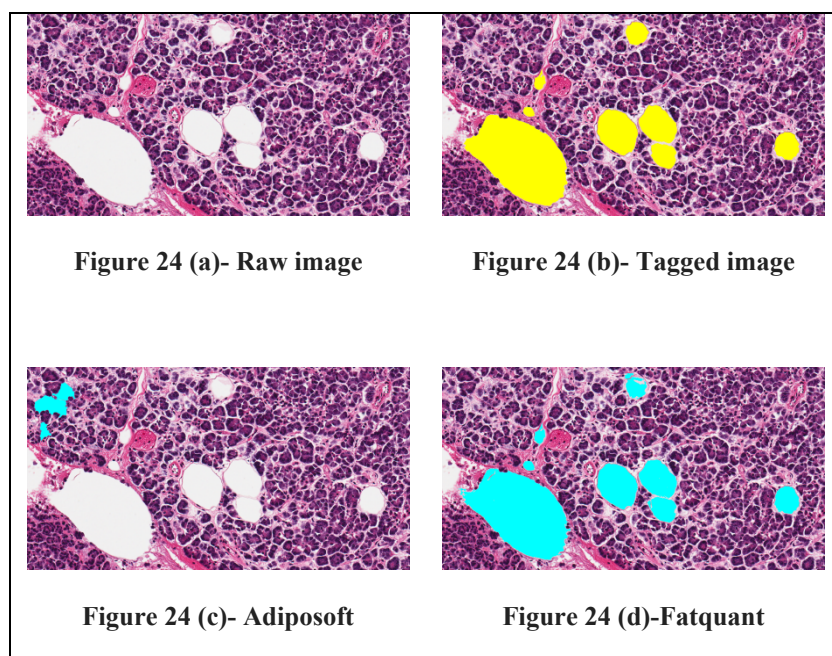 Figure 24 (a)- Raw image
Figure 24 (b)- Tagged image
Figure 24 (c)- Adiposoft
Figure 24 (d)-Fatquant